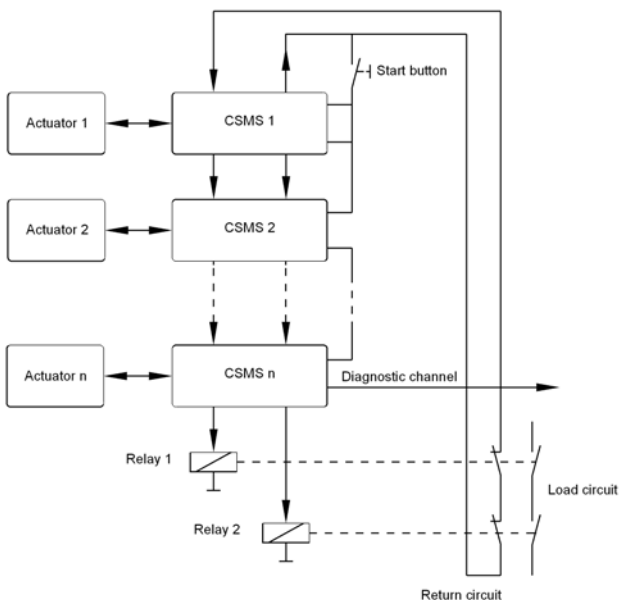 Start button
Actuator 1
CSMS 1
Actuator 2
CSMS 2
Actuator n
CSMS n
Diagnostic channel
Relay 1
Load circuit
Relay 2
Return circuit